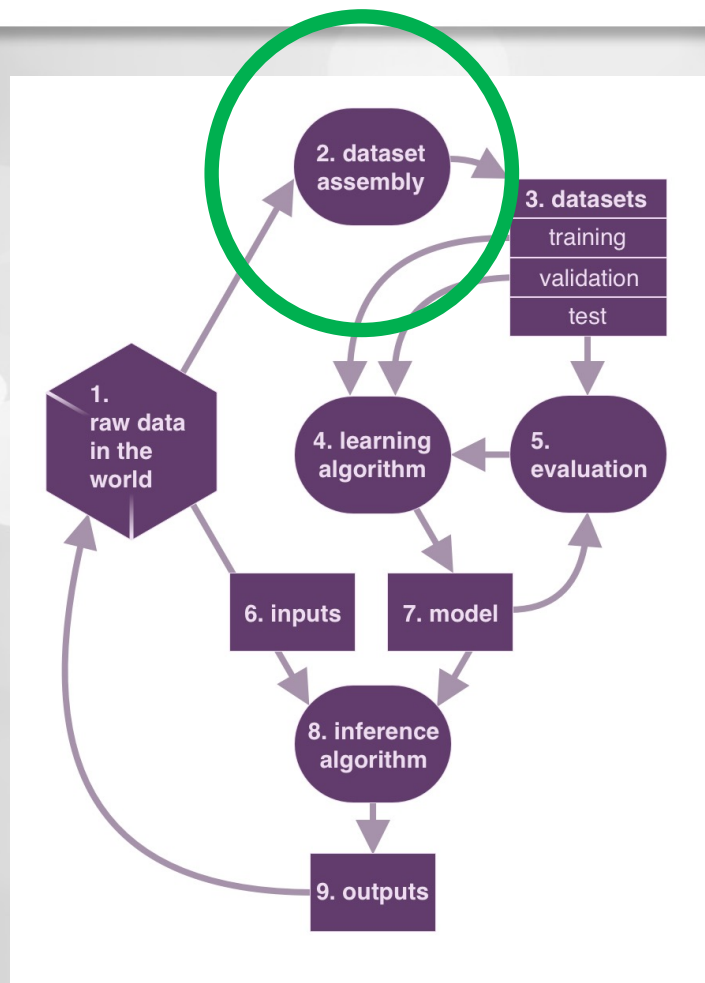 2. dataset
assembly
3. datasets
training
validation
test
1.
raw data
in the
world
4. learning
algorithm
5.
evaluation
6. inputs
7. model
8. inference
algorithm
9. outputs